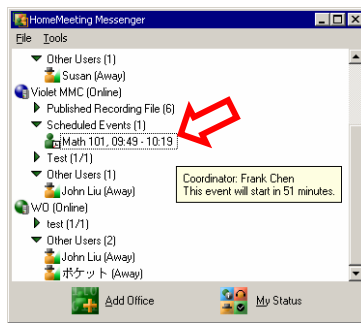 HomeMeeting Messenger
File Tools
Other Users (1)
Susan (Away)
Violet MMC (Online)
Published Recording File (6)
Scheduled Events (1)
Math 101, 09:49 - 10:19
Test (1/1)
Other Users (1)
John Liu (Away)
Coordinator: Frank Chen
This event will start in 51 minutes.
WO (Online)
test (1/1)
Other Users (2)
John Liu (Away)
ポケット (Away)
Add Office
My Status